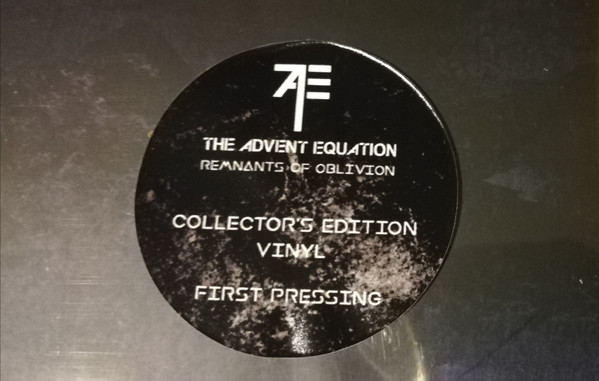 THE ADVENT EQUATION
REMNANTS OF OBLIVION
COLLECTOR'S EDITION
VINYL
FIRST PRESSING